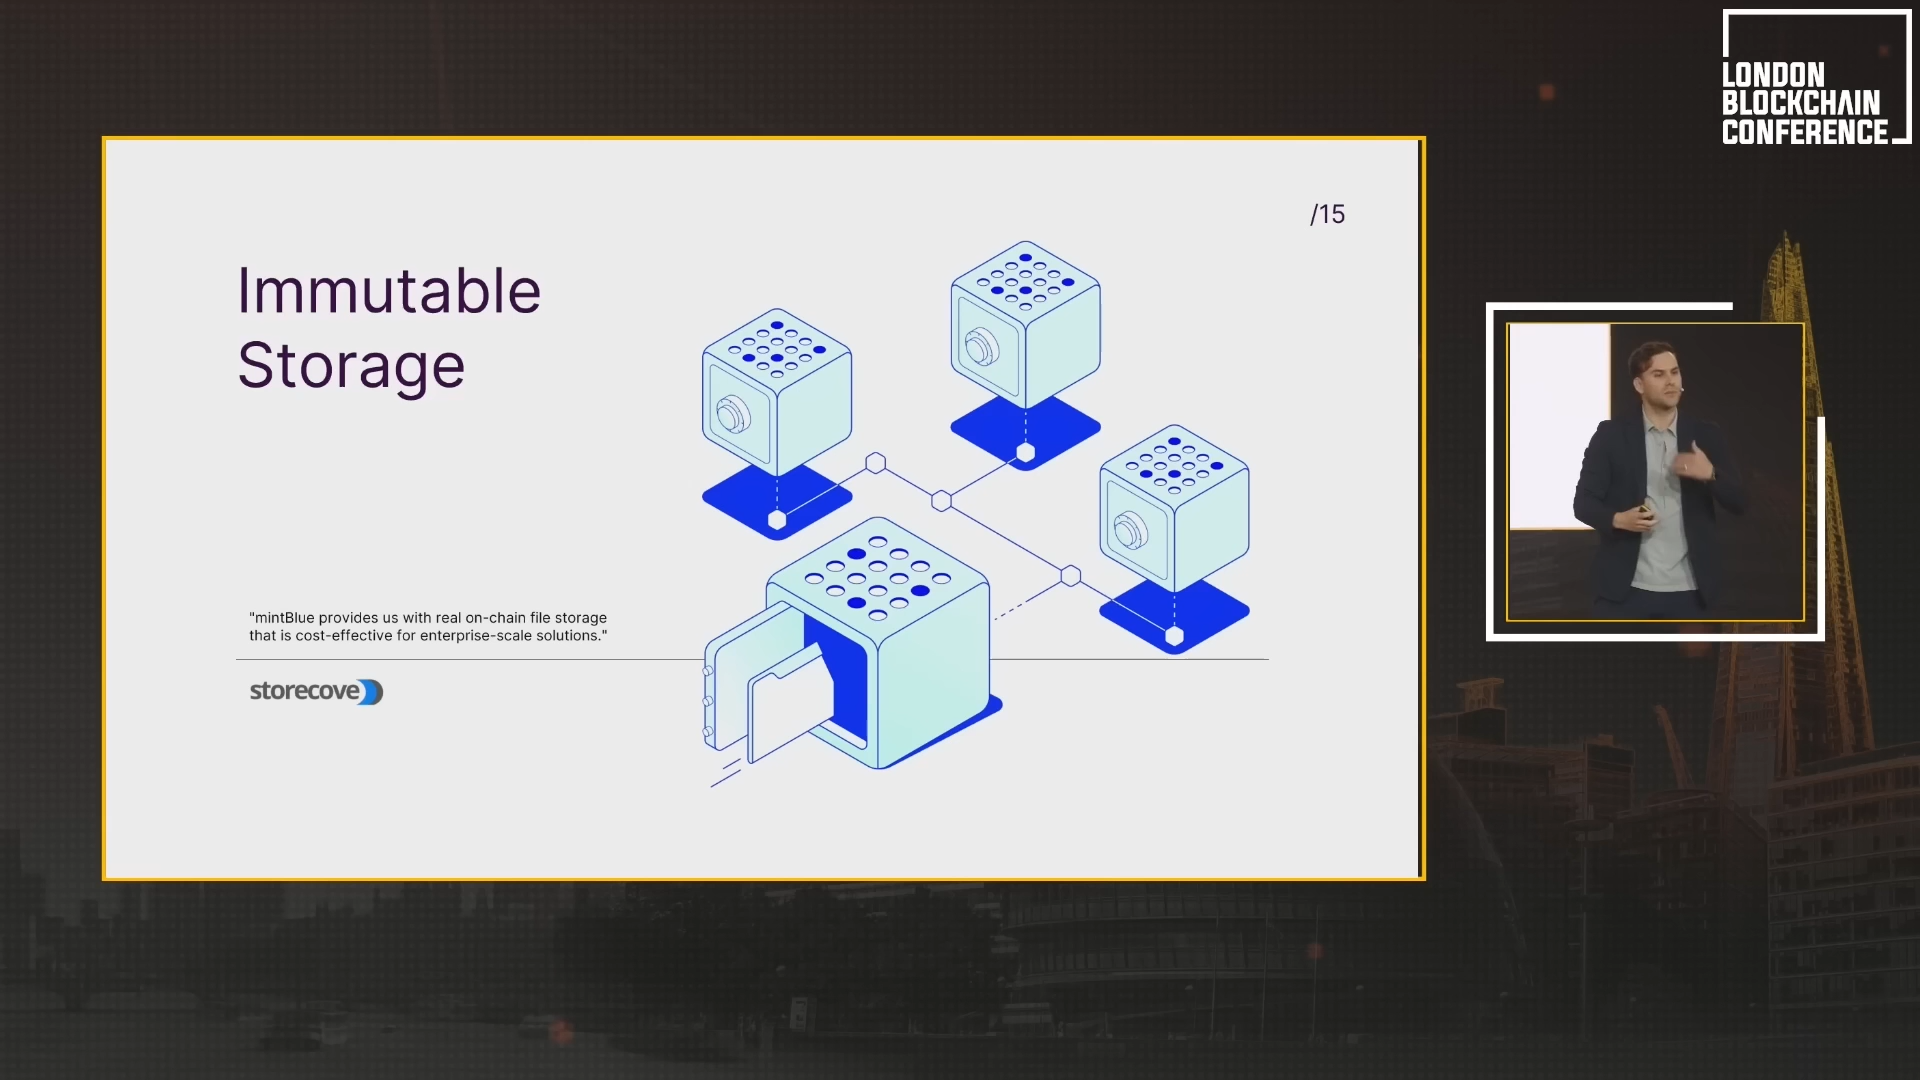 LONDON
BLOCKCHAIN
CONFERENCE
/15
Immutable
Storage
"mintBlue provides us with real on-chain file storage
that is cost-effective for enterprise-scale solutions."
storecove